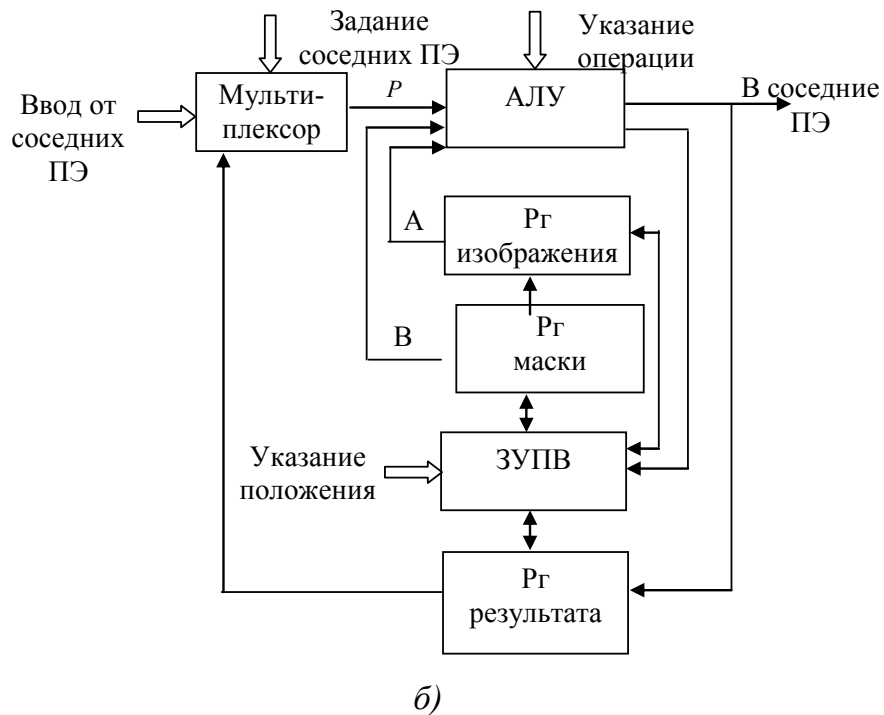 Задание
соседних ПЭ
Указание
операции
Ввод от
соседних
ПЭ
Мульти-
плексор
P
АЛУ
В соседние
ПЭ
А
Рг
изображения
В
Рг
маски
Указание
положения
ЗУПВ
Рг
результата
б)